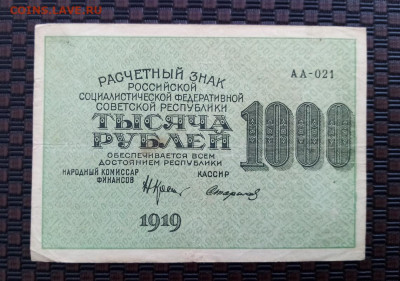 COINS.LAVE.RU
РАСЧЕТНЫЙ ЗНАК
РОССИЙСКОЙ
СОЦИАЛИСТИЧЕСКОЙ ФЕДЕРАТИВНОЙ
СОВЕТСКОЙ РЕСПУБЛИКИ
АА-021
ТЫСЯЧА
РУБЛЕЙ
1000
ОБЕСПЕЧИВАЕТСЯ ВСЕМ
ДОСТОЯНИЕМ РЕСПУБЛИКИ
НАРОДНЫЙ КОМИССАР
ФИНАНСОВ
КАССИР
1919